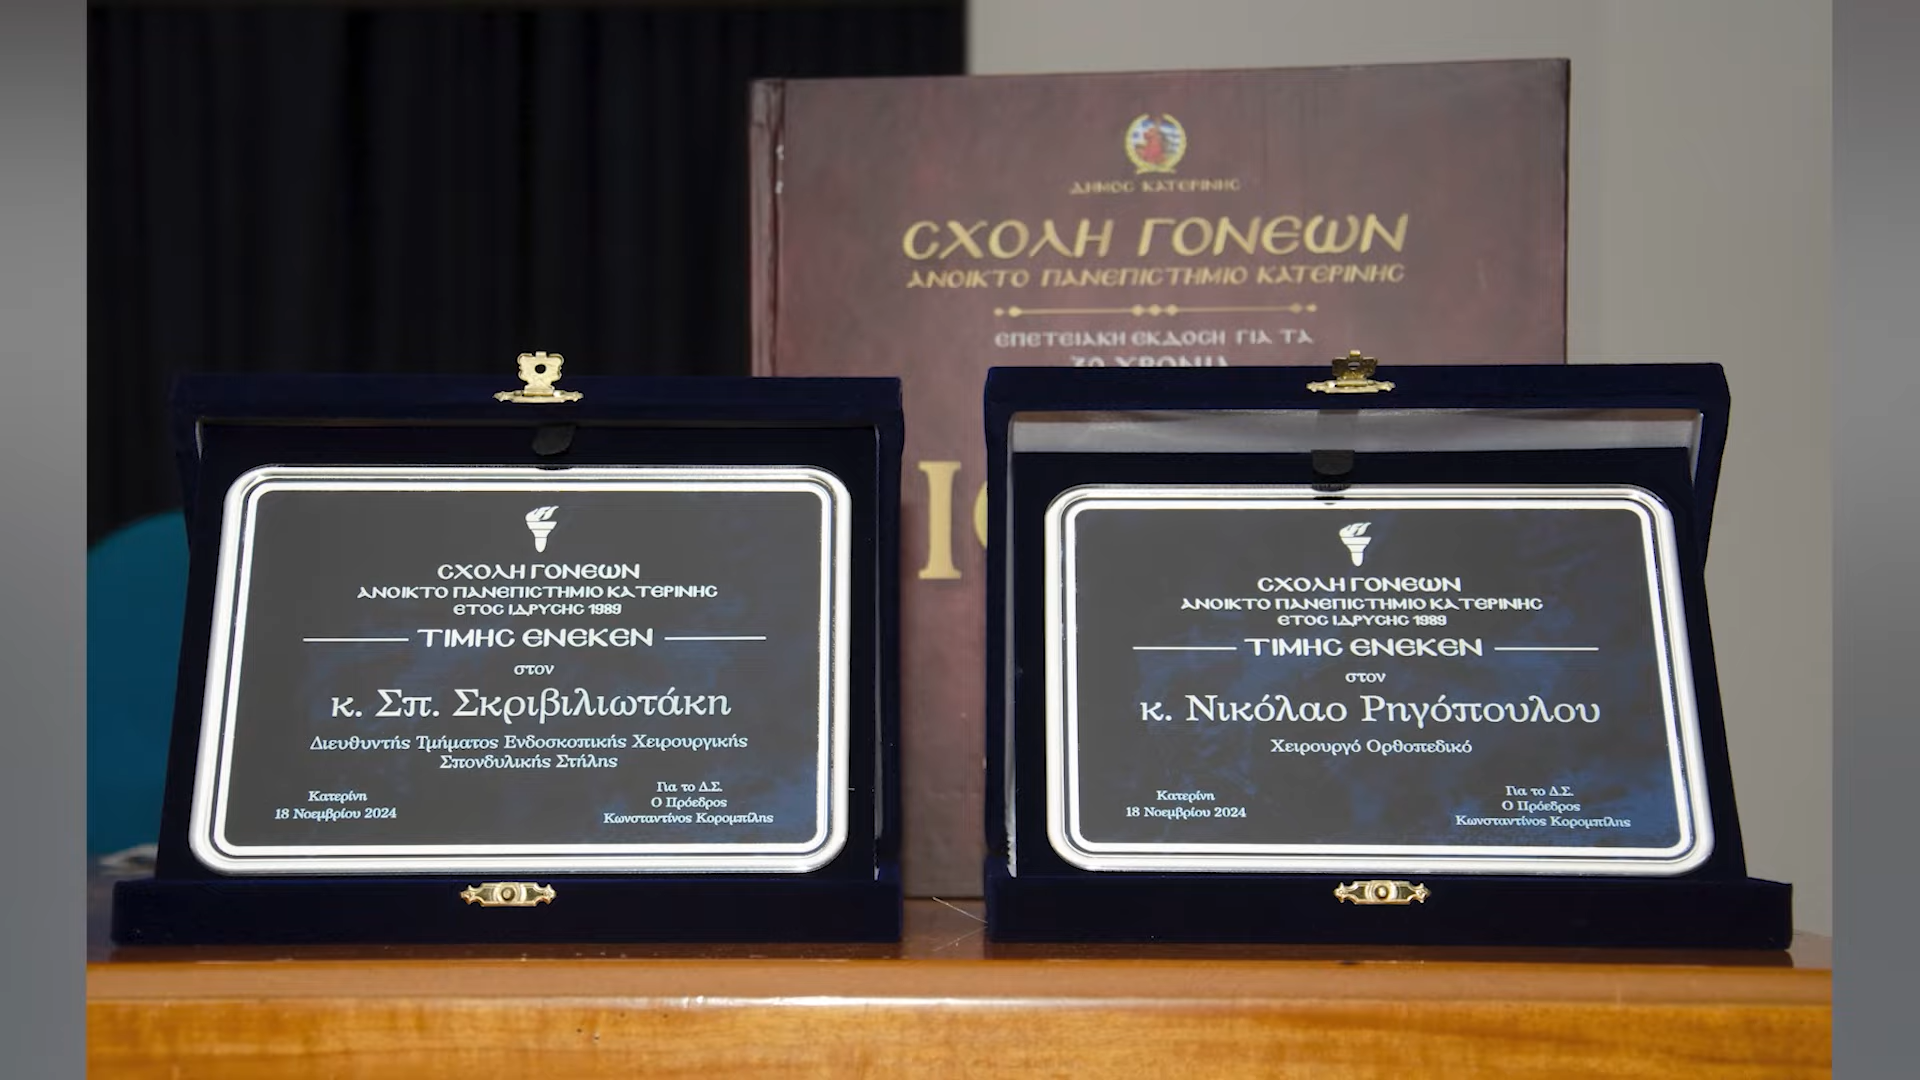 ΔΗΜΟΣ ΚΑΤΕΡΙΝΗΣ
ΣΧΟΛΗ ΓΟΝΕΩΝ
ΑΝΟΙΚΤΟ ΠΑΝΕΠΙΣΤΗΜΙΟ ΚΑΤΕΡΙΝΗΣ
ΕΠΕΤΕΙΑΚΗ ΕΚΔΟΣΗ ΓΙΑ ΤΑ
30 ΧΡΟΝΙΑ
ΣΧΟΛΗ ΓΟΝΕΩΝ
ΑΝΟΙΚΤΟ ΠΑΝΕΠΙΣΤΗΜΙΟ ΚΑΤΕΡΙΝΗΣ
ΕΤΟΣ ΙΔΡΥΣΗΣ 1989
ΤΙΜΗΣ ΕΝΕΚΕΝ
στον
κ. Σπ. Σκριβιλιωτάκη
Διευθυντής Τμήματος Ενδοσκοπικής Χειρουργικής
Σπονδυλικής Στήλης
Κατερίνη
18 Νοεμβρίου 2024
Για το Δ.Σ.
Ο Πρόεδρος
Κωνσταντίνος Κορομπίλης
ΣΧΟΛΗ ΓΟΝΕΩΝ
ΑΝΟΙΚΤΟ ΠΑΝΕΠΙΣΤΗΜΙΟ ΚΑΤΕΡΙΝΗΣ
ΕΤΟΣ ΙΔΡΥΣΗΣ 1989
ΤΙΜΗΣ ΕΝΕΚΕΝ
στον
κ. Νικόλαο Ρηγόπουλου
Χειρουργό Ορθοπεδικό
Κατερίνη
18 Νοεμβρίου 2024
Για το Δ.Σ.
Ο Πρόεδρος
Κωνσταντίνος Κορομπίλης